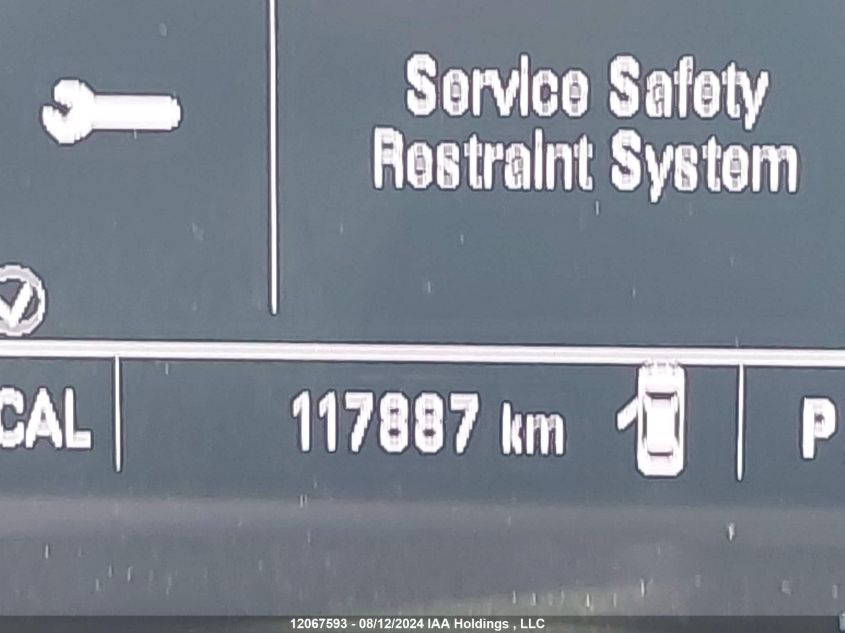 Service Safety
Restraint System
CAL
117887 km
P
12067593 - 08/12/2024 IAA Holdings , LLC